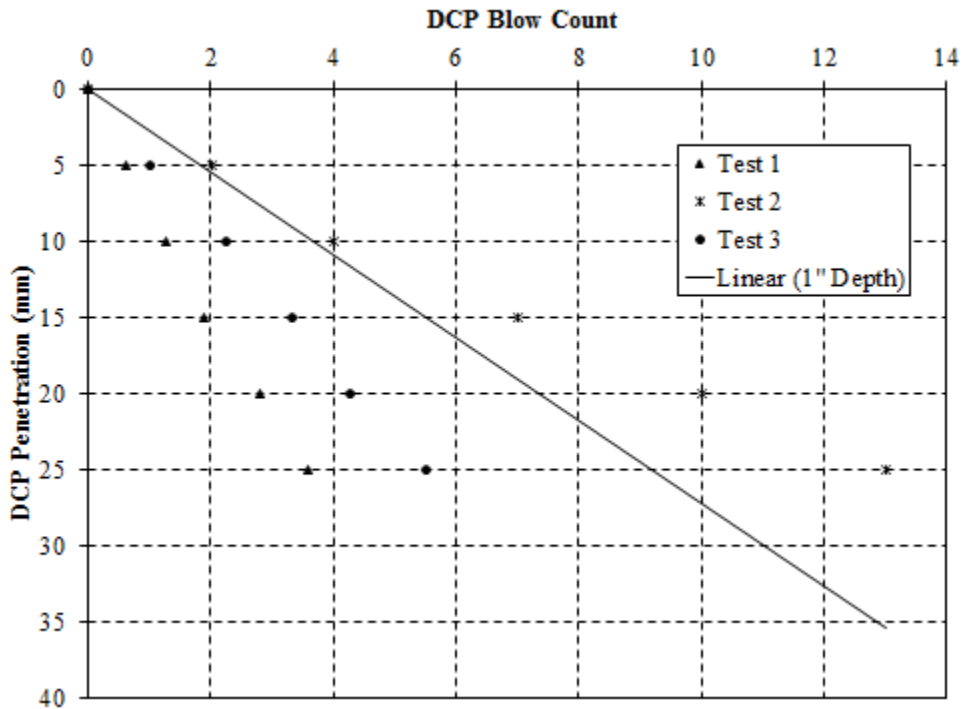 DCP Blow Count
0 2 4 6 8 10 12 14
0
5
10
15
20
25
30
35
40
DCP Penetration (mm)
Test 1
Test 2
Test 3
Linear (1" Depth)